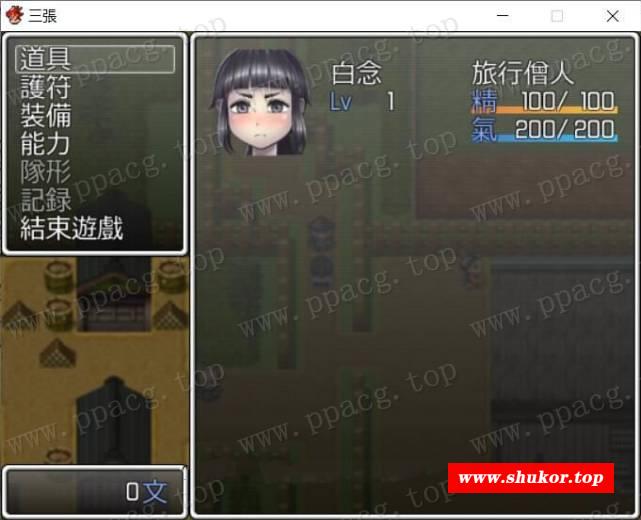 三張
道具
護符
裝備
能力
隊形
記録
結束遊戲
白念
Lv 1
旅行僧人
精 100/ 100
氣 200/200
0文
www.ppacg.top
www.shukor.top